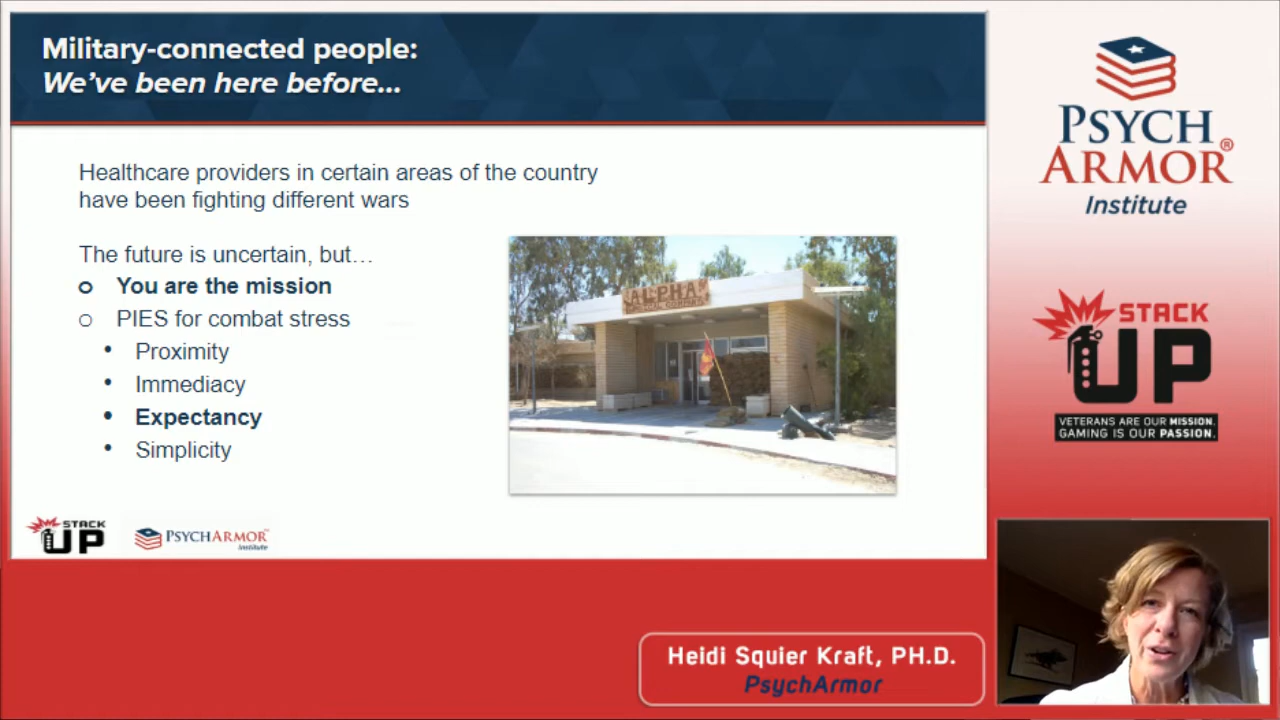 Military-connected people:
We've been here before...
Healthcare providers in certain areas of the country
have been fighting different wars
The future is uncertain, but…
o You are the mission
o PIES for combat stress
• Proximity
• Immediacy
• Expectancy
• Simplicity
ALPHA
STACK
UP
PSYCHARMOR
Institute
PSYCH
ARMOR®
Institute
STACK
UP
VETERANS ARE OUR MISSION.
GAMING IS OUR PASSION.
Heidi Squier Kraft, PH.D.
PsychArmor